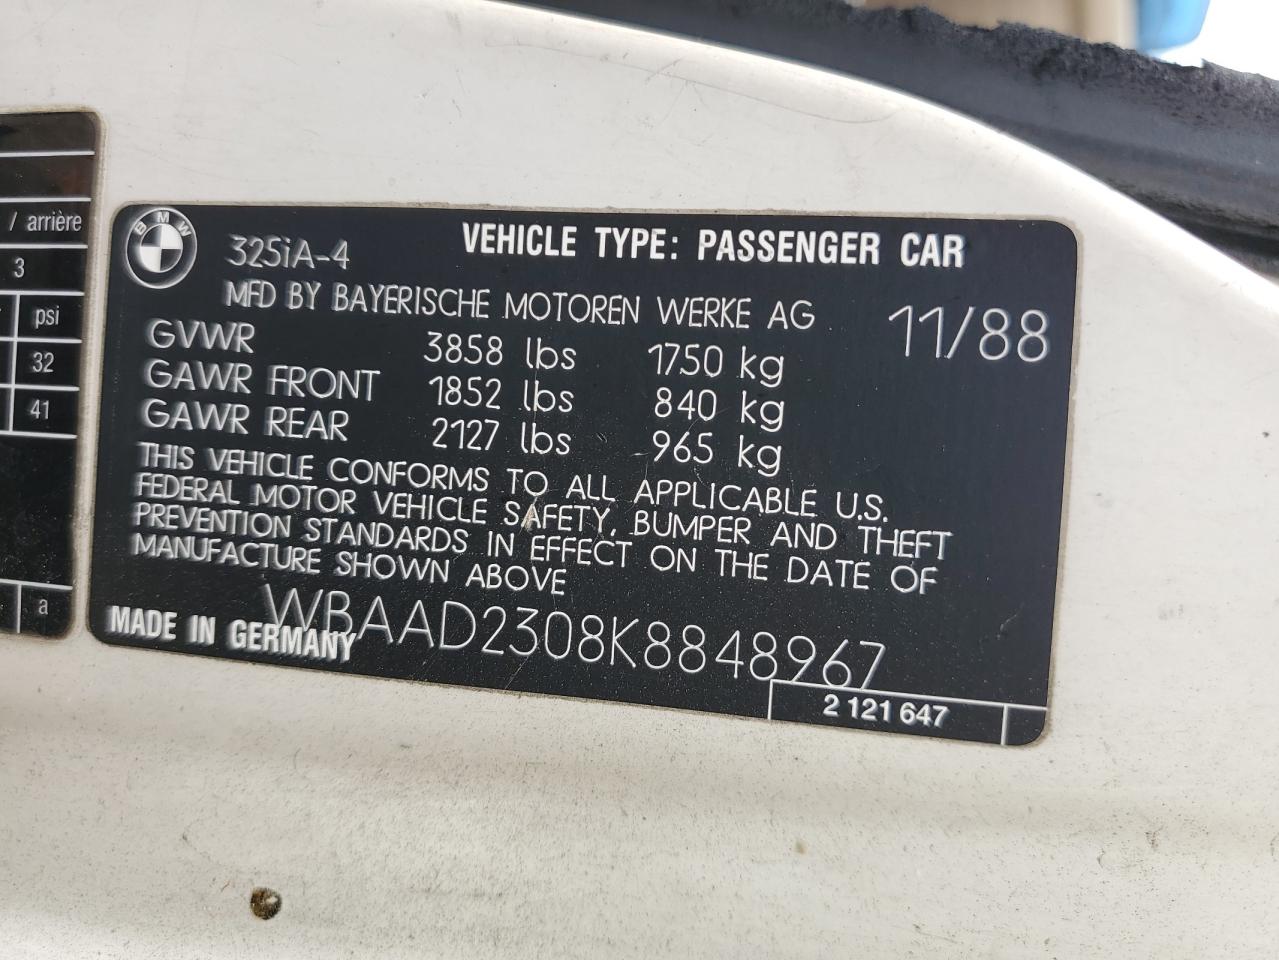 / arrière
3
psi
32
41
a
BMW
325iA-4
VEHICLE TYPE: PASSENGER CAR
MFD BY BAYERISCHE MOTOREN WERKE AG
11/88
GVWR 3858 lbs 1750 kg
GAWR FRONT 1852 lbs 840 kg
GAWR REAR 2127 lbs 965 kg
THIS VEHICLE CONFORMS TO ALL APPLICABLE U.S.
FEDERAL MOTOR VEHICLE SAFETY, BUMPER AND THEFT
PREVENTION STANDARDS IN EFFECT ON THE DATE OF
MANUFACTURE SHOWN ABOVE
WBAAD2308K8848967
MADE IN GERMANY
2 121 647